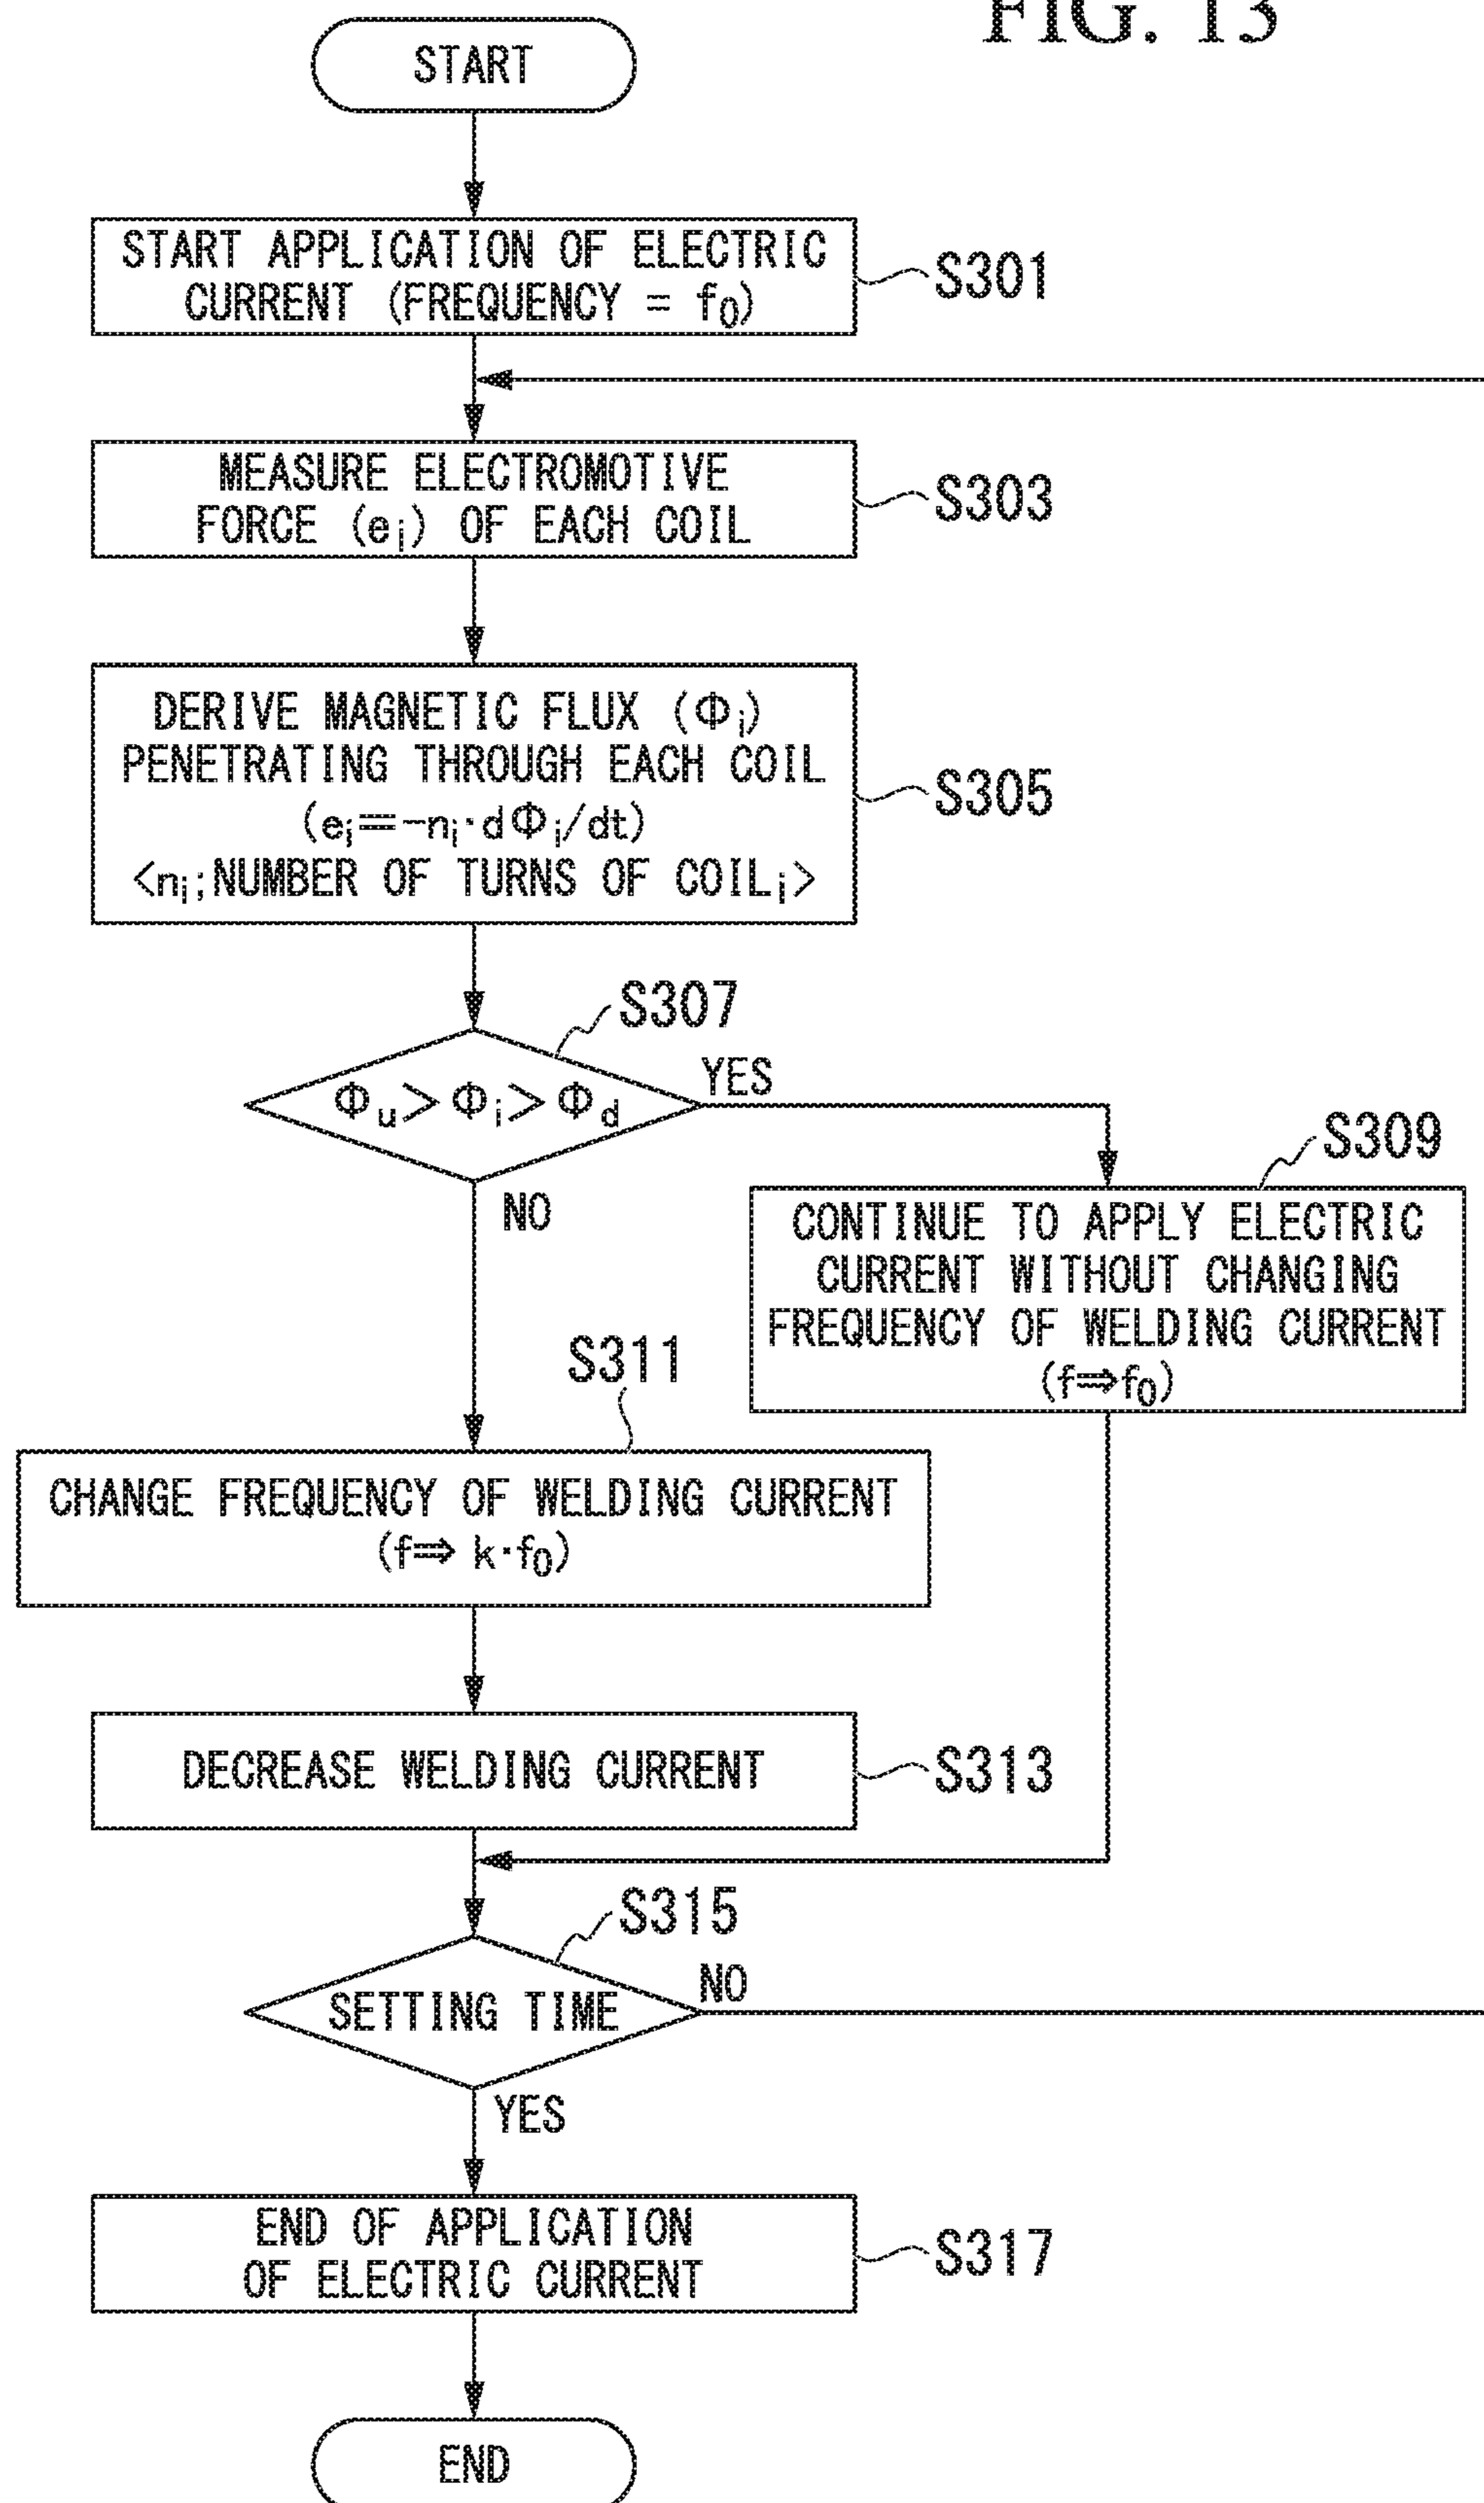 FIG. 13
START
START APPLICATION OF ELECTRIC
CURRENT (FREQUENCY = f₀)
S301
MEASURE ELECTROMOTIVE
FORCE (eᵢ) OF EACH COIL
S303
DERIVE MAGNETIC FLUX (Φᵢ)
PENETRATING THROUGH EACH COIL
(eᵢ=-nᵢ·dΦᵢ/dt)
<nᵢ;NUMBER OF TURNS OF COILᵢ>
S305
S307
Φu>Φᵢ>Φd
YES
NO
S309
CONTINUE TO APPLY ELECTRIC
CURRENT WITHOUT CHANGING
FREQUENCY OF WELDING CURRENT
(f⇒f₀)
S311
CHANGE FREQUENCY OF WELDING CURRENT
(f⇒ k·f₀)
DECREASE WELDING CURRENT
S313
S315
SETTING TIME
NO
YES
END OF APPLICATION
OF ELECTRIC CURRENT
S317
END